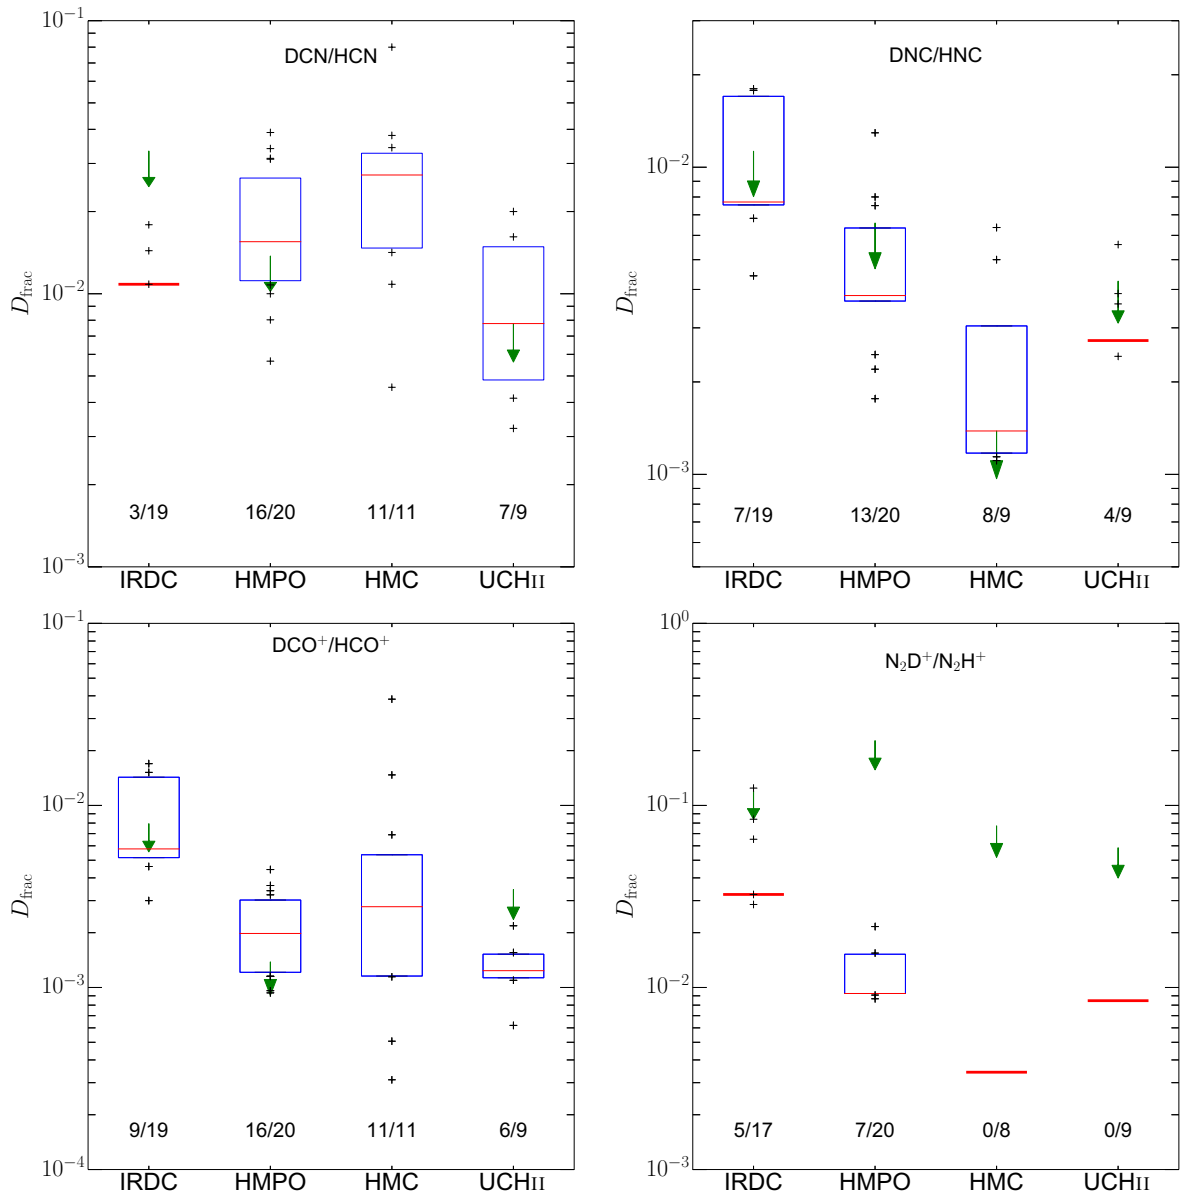 DCN/HCN
10⁻¹
10⁻²
10⁻³
D_frac
3/19 16/20 11/11 7/9
IRDC HMPO HMC UCHII
DNC/HNC
10⁻²
10⁻³
D_frac
7/19 13/20 8/9 4/9
IRDC HMPO HMC UCHII
DCO⁺/HCO⁺
10⁻¹
10⁻²
10⁻³
10⁻⁴
D_frac
9/19 16/20 11/11 6/9
IRDC HMPO HMC UCHII
N₂D⁺/N₂H⁺
10⁰
10⁻¹
10⁻²
10⁻³
D_frac
5/17 7/20 0/8 0/9
IRDC HMPO HMC UCHII